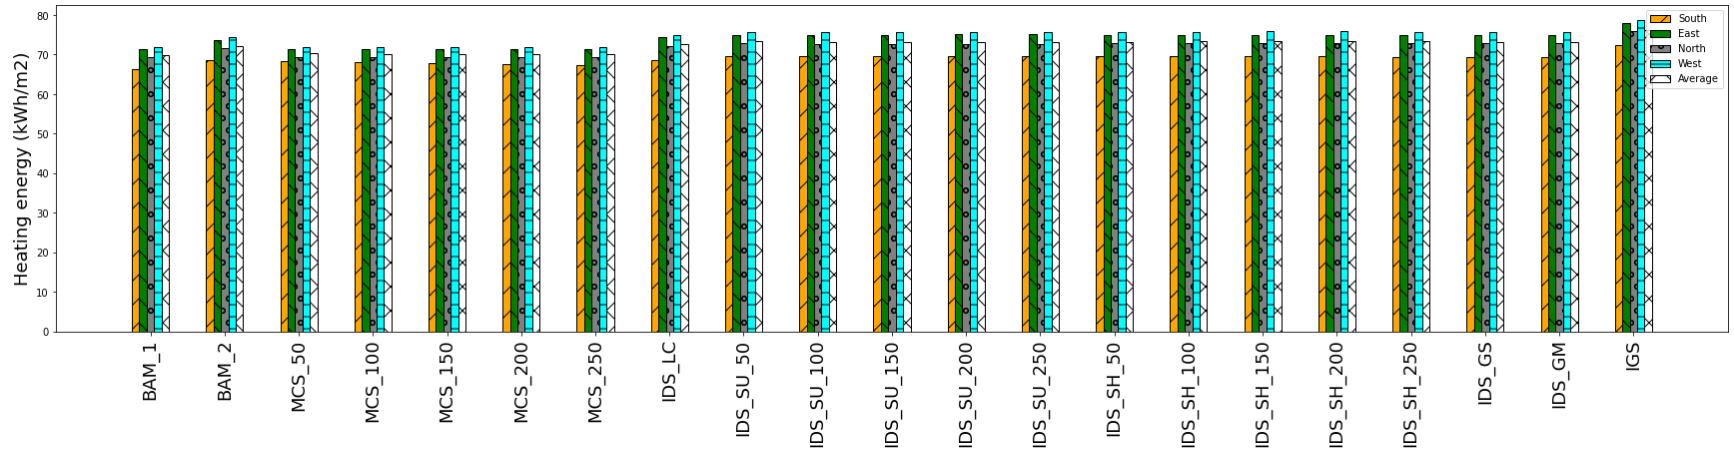 Heating energy (kWh/m2)
80
70
60
50
40
30
20
10
0
South
East
North
West
Average
BAM_1
BAM_2
MCS_50
MCS_100
MCS_150
MCS_200
MCS_250
IDS_LC
IDS_SU_50
IDS_SU_100
IDS_SU_150
IDS_SU_200
IDS_SU_250
IDS_SH_50
IDS_SH_100
IDS_SH_150
IDS_SH_200
IDS_SH_250
IDS_GS
IDS_GM
IGS